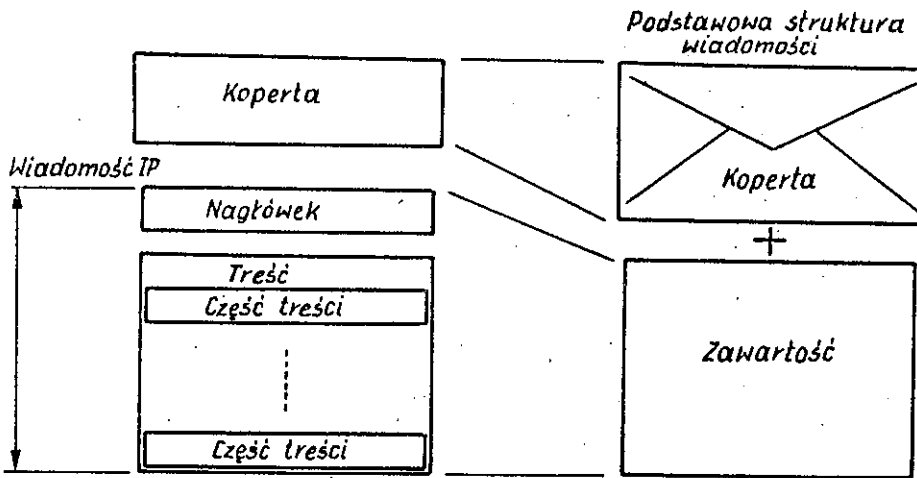 Podstawowa struktura
wiadomości
Koperta
Koperta
Wiadomość IP
Nagłówek
+
Treść
Część treści
Zawartość
Część treści